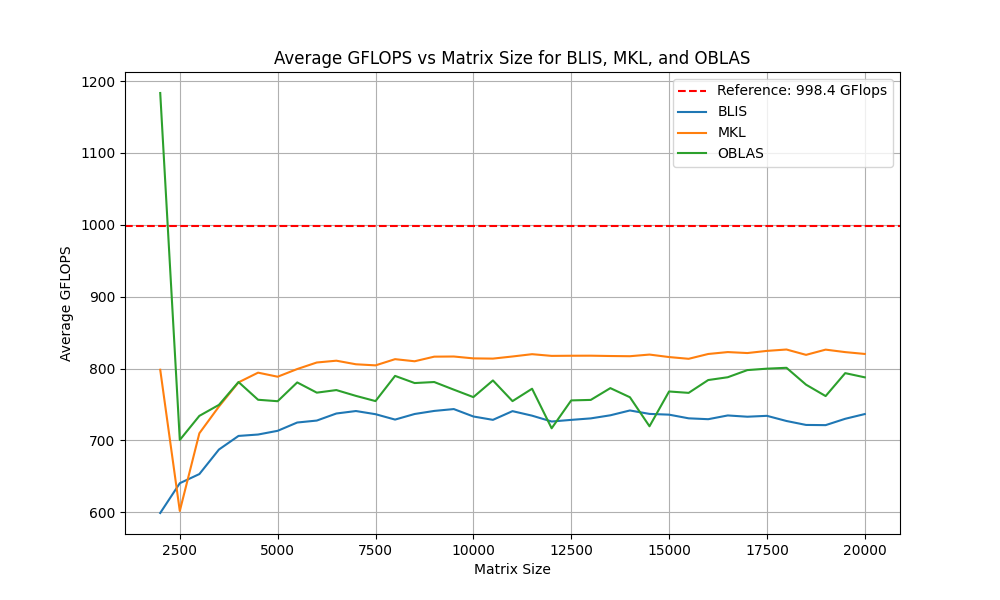 Average GFLOPS vs Matrix Size for BLIS, MKL, and OBLAS
Reference: 998.4 GFlops
BLIS
MKL
OBLAS
1200
1100
1000
900
800
700
600
Average GFLOPS
2500 5000 7500 10000 12500 15000 17500 20000
Matrix Size